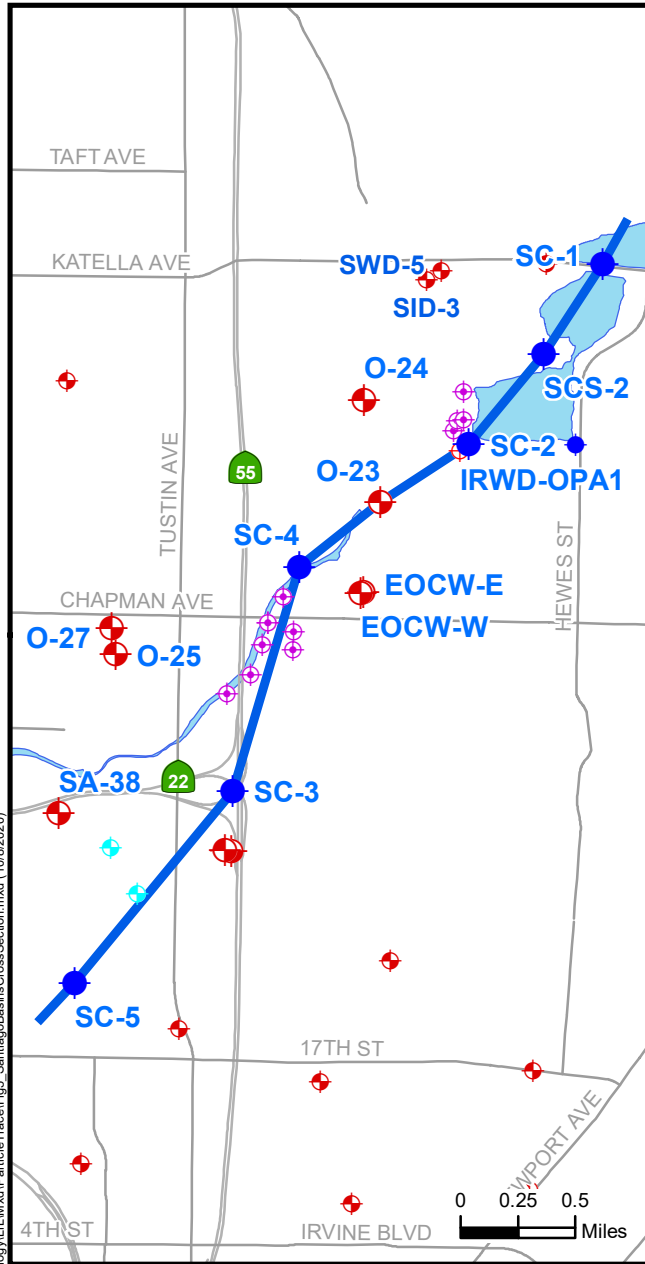 TAFT AVE
KATELLA AVE
SC-1
SWD-5
SID-3
SCS-2
O-24
TUSTIN AVE
55
SC-2
O-23
IRWD-OPA1
SC-4
HEWES ST
CHAPMAN AVE
EOCW-E
EOCW-W
O-27
O-25
SA-38
22
SC-3
SC-5
17TH ST
WPORT AVE
0 0.25 0.5
Miles
4TH ST
IRVINE BLVD